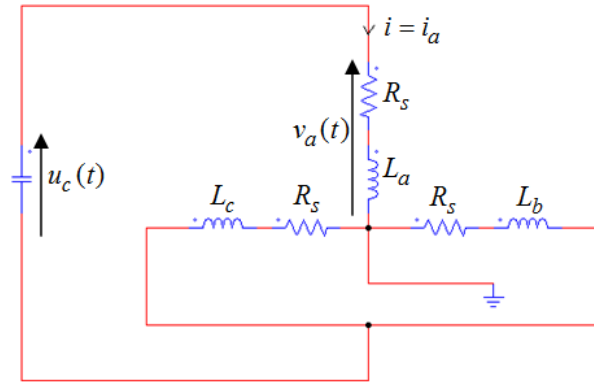 i = i_a
R_s
v_a(t)
u_c(t)
L_a
L_c R_s R_s L_b